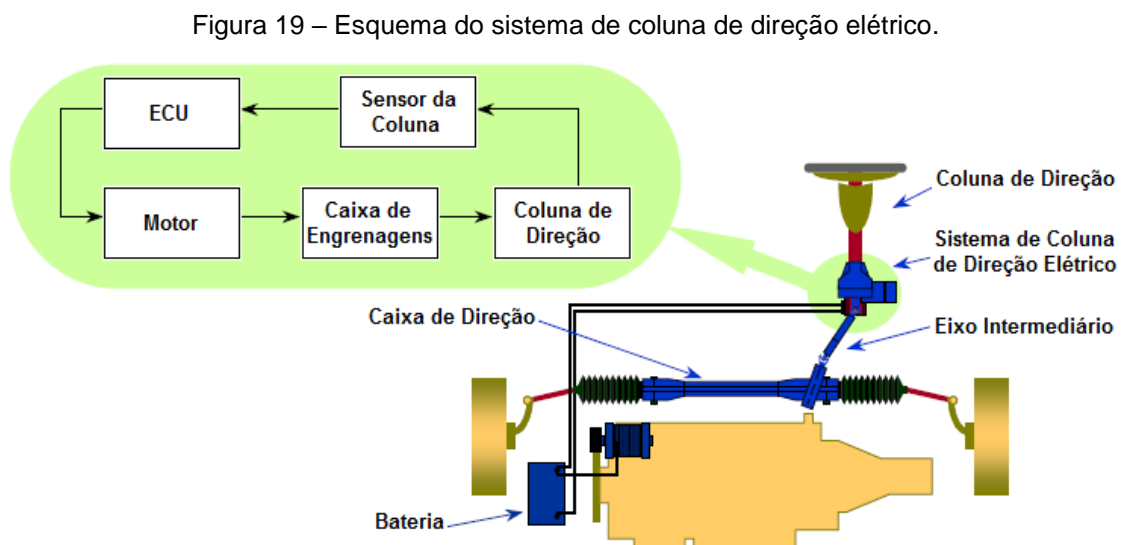 Figura 19 – Esquema do sistema de coluna de direção elétrico.
ECU
Sensor da
Coluna
Motor
Caixa de
Engrenagens
Coluna de
Direção
Coluna de Direção
Sistema de Coluna
de Direção Elétrico
Caixa de Direção
Eixo Intermediário
Bateria